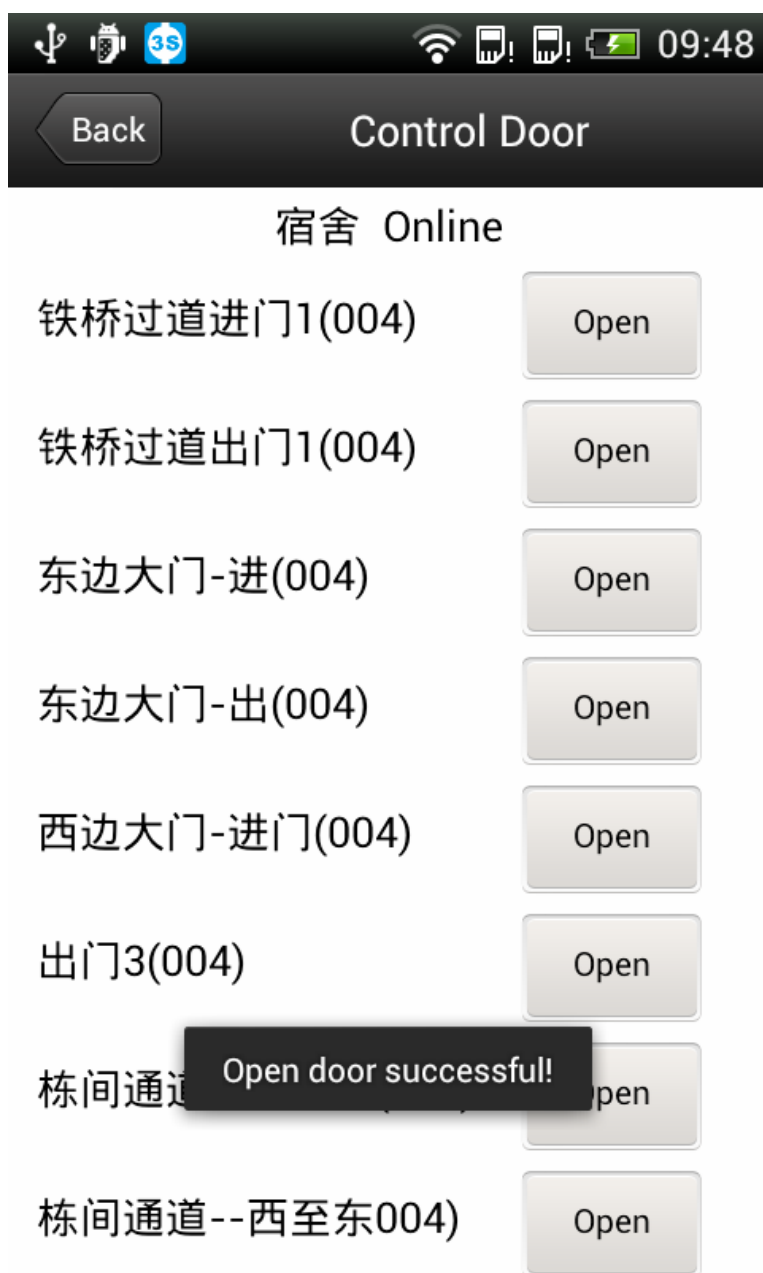 3S 09:48
Back Control Door
宿舍 Online
铁桥过道进门1(004) Open
铁桥过道出门1(004) Open
东边大门-进(004) Open
东边大门-出(004) Open
西边大门-进门(004) Open
出门3(004) Open
Open door successful!
栋间通道 pen
栋间通道--西至东004) Open